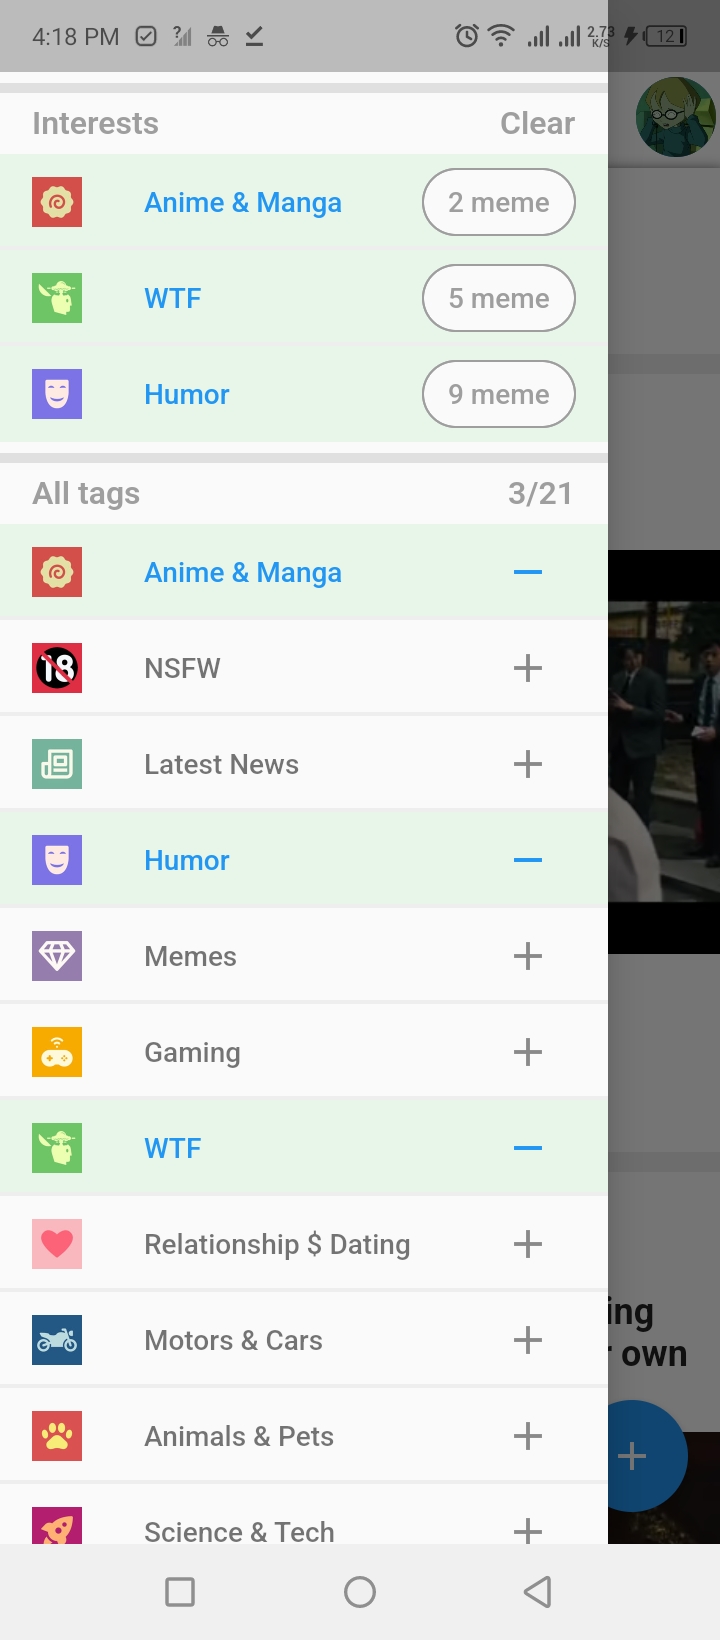 4:18 PM
2.73
K/S
12
Interests Clear
Anime & Manga 2 meme
WTF 5 meme
Humor 9 meme
All tags 3/21
Anime & Manga
18 NSFW
Latest News
Humor
Memes
Gaming
WTF
Relationship $ Dating
ing
Motors & Cars
own
Animals & Pets
Science & Tech